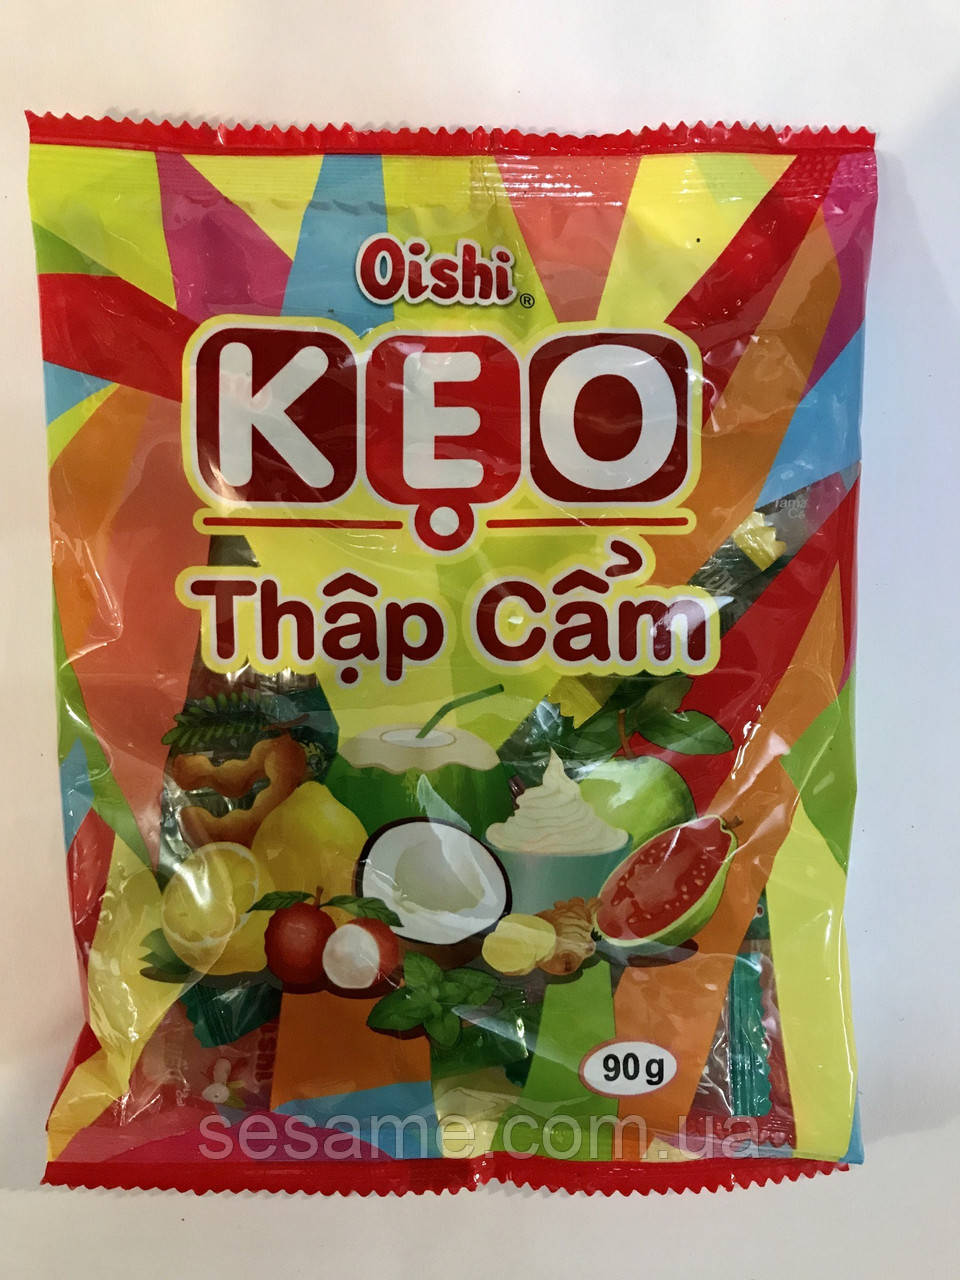 Oishi®
KẸO
Thập Cẩm
90g
sesame.com.ua